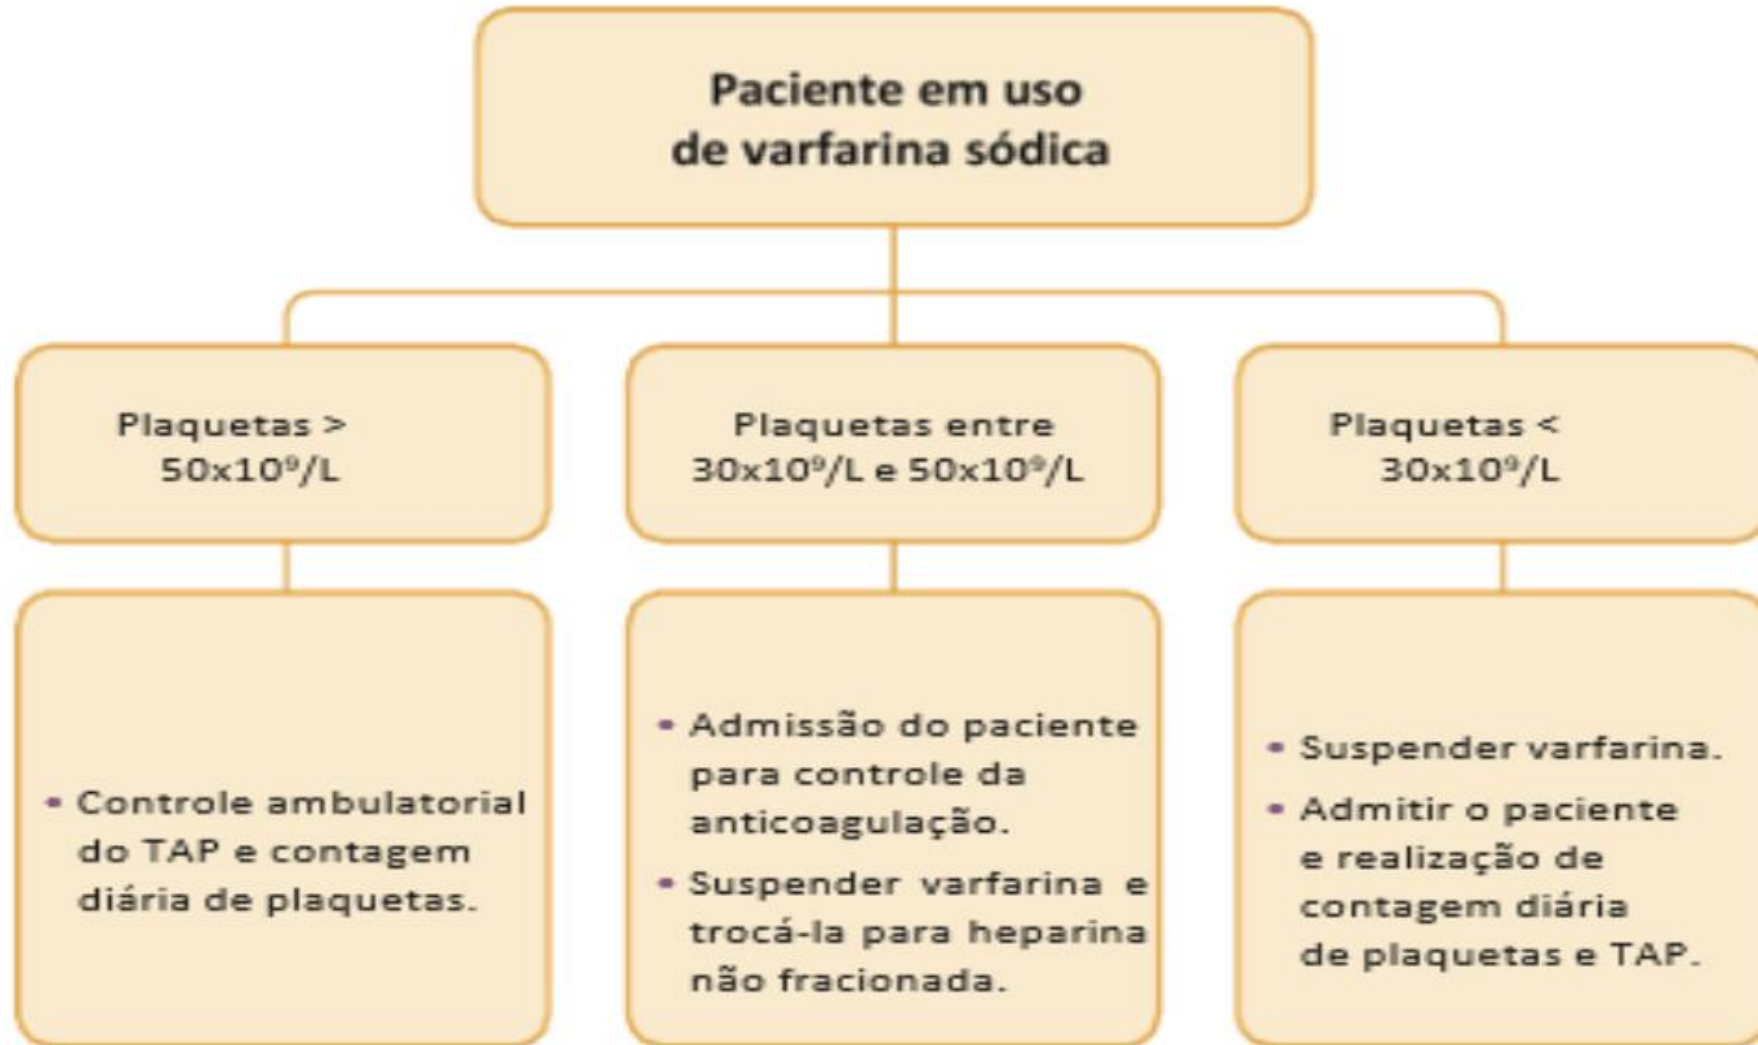 Paciente em uso
de varfarina sódica
Plaquetas >
50x10⁹/L
Plaquetas entre
30x10⁹/L e 50x10⁹/L
Plaquetas <
30x10⁹/L
• Controle ambulatorial
do TAP e contagem
diária de plaquetas.
• Admissão do paciente
para controle da
anticoagulação.
• Suspender varfarina e
trocá-la para heparina
não fracionada.
• Suspender varfarina.
• Admitir o paciente
e realização de
contagem diária
de plaquetas e TAP.